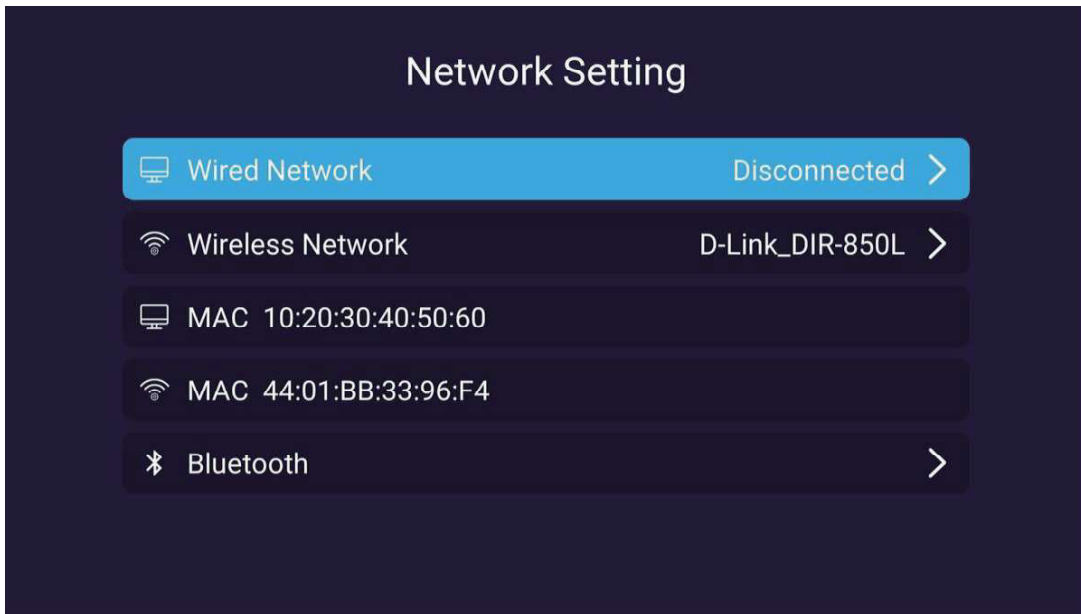 Network Setting
Wired Network Disconnected
Wireless Network D-Link_DIR-850L
MAC 10:20:30:40:50:60
MAC 44:01:BB:33:96:F4
Bluetooth